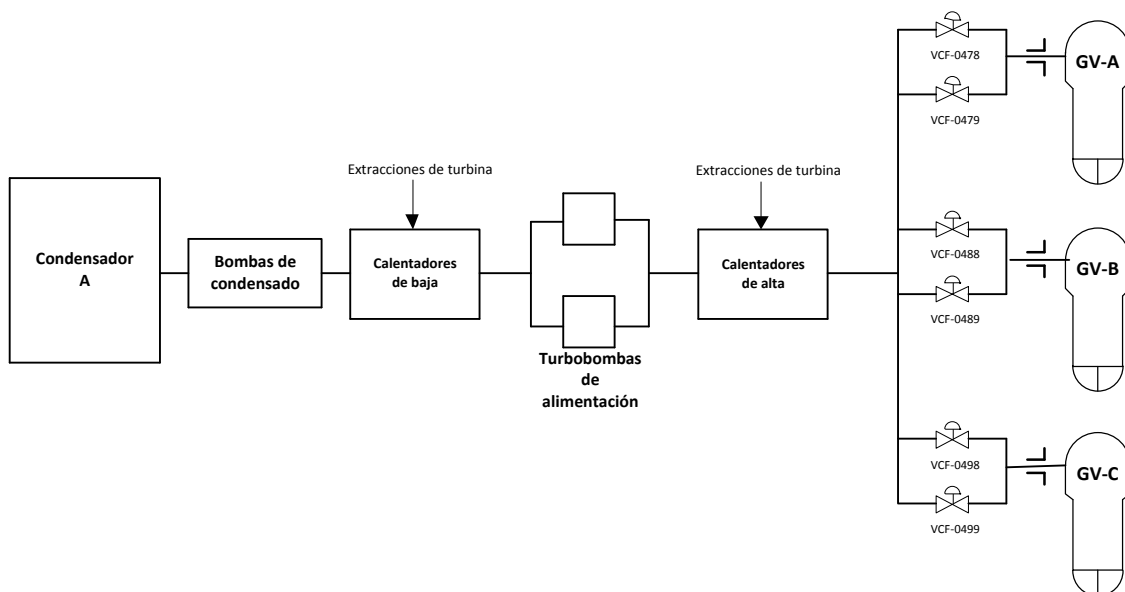 VCF-0478
GV-A
VCF-0479
Extracciones de turbina
Extracciones de turbina
Condensador
A
Bombas de
condensado
Calentadores
de baja
Turbobombas
de
alimentación
Calentadores
de alta
VCF-0488
GV-B
VCF-0489
VCF-0498
GV-C
VCF-0499